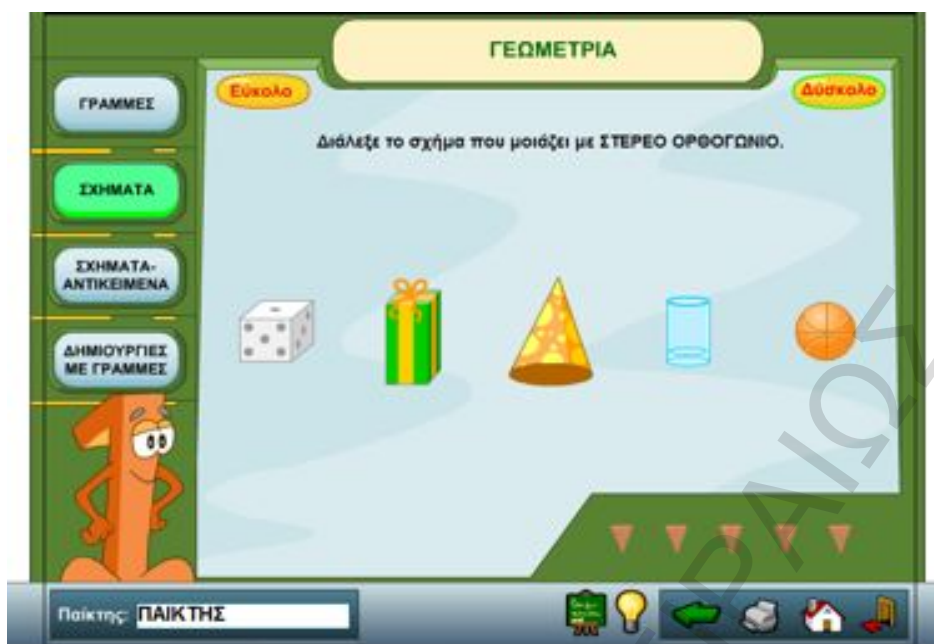 ΓΕΩΜΕΤΡΙΑ
Εύκολο
Δύσκολο
Διάλεξε το σχήμα που μοιάζει με ΣΤΕΡΕΟ ΟΡΘΟΓΩΝΙΟ.
ΓΡΑΜΜΕΣ
ΣΧΗΜΑΤΑ
ΣΧΗΜΑΤΑ-
ΑΝΤΙΚΕΙΜΕΝΑ
ΔΗΜΙΟΥΡΓΙΕΣ
ΜΕ ΓΡΑΜΜΕΣ
Παίκτης: ΠΑΙΚΤΗΣ